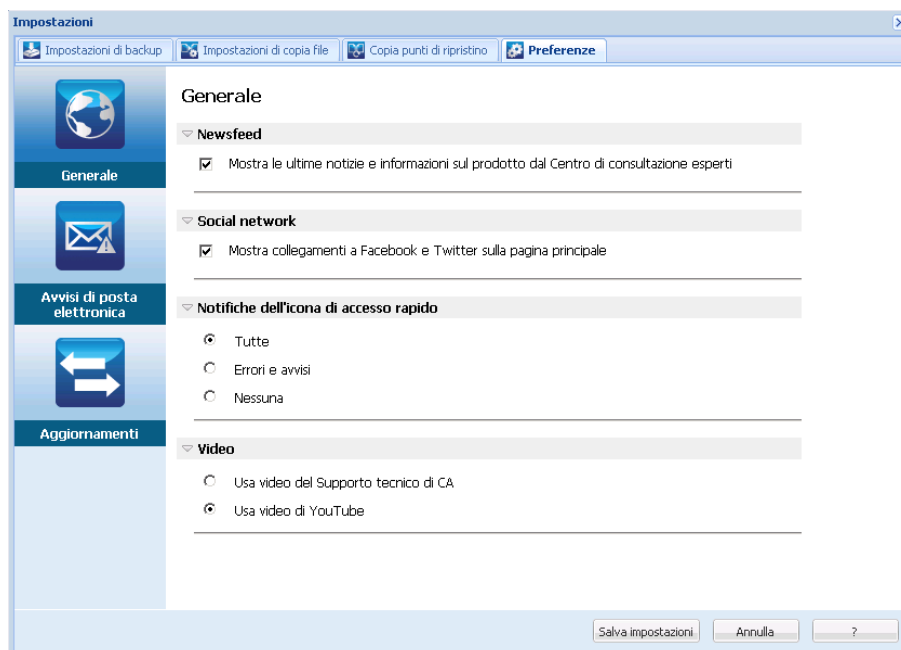 Impostazioni
Impostazioni di backup
Impostazioni di copia file
Copia punti di ripristino
Preferenze
Generale
Avvisi di posta
elettronica
Aggiornamenti
Generale
Newsfeed
Mostra le ultime notizie e informazioni sul prodotto dal Centro di consultazione esperti
Social network
Mostra collegamenti a Facebook e Twitter sulla pagina principale
Notifiche dell'icona di accesso rapido
Tutte
Errori e avvisi
Nessuna
Video
Usa video del Supporto tecnico di CA
Usa video di YouTube
Salva impostazioni
Annulla
?